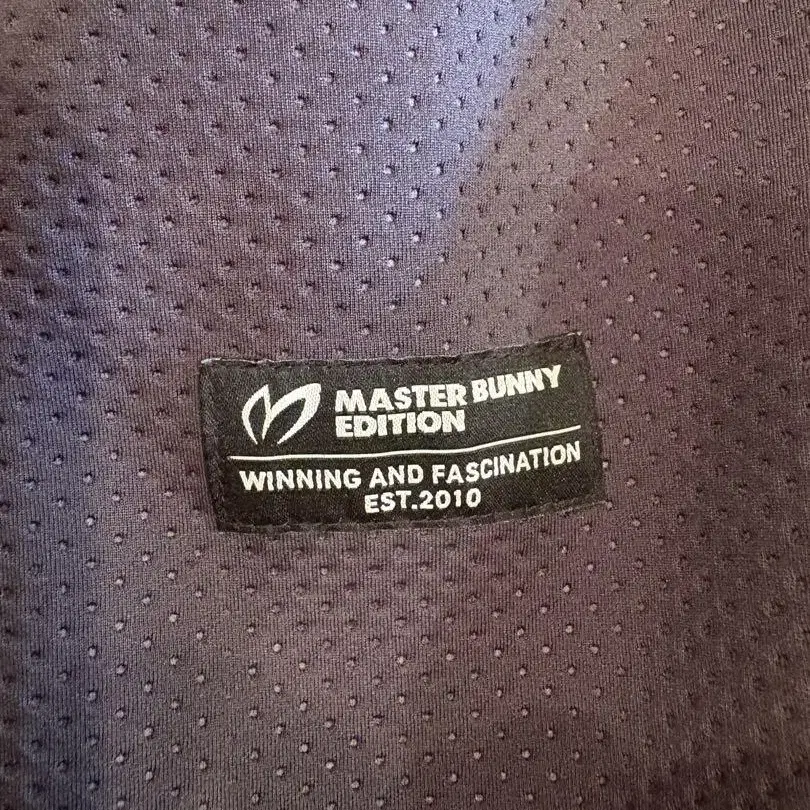 MASTER BUNNY
EDITION
WINNING AND FASCINATION
EST.2010